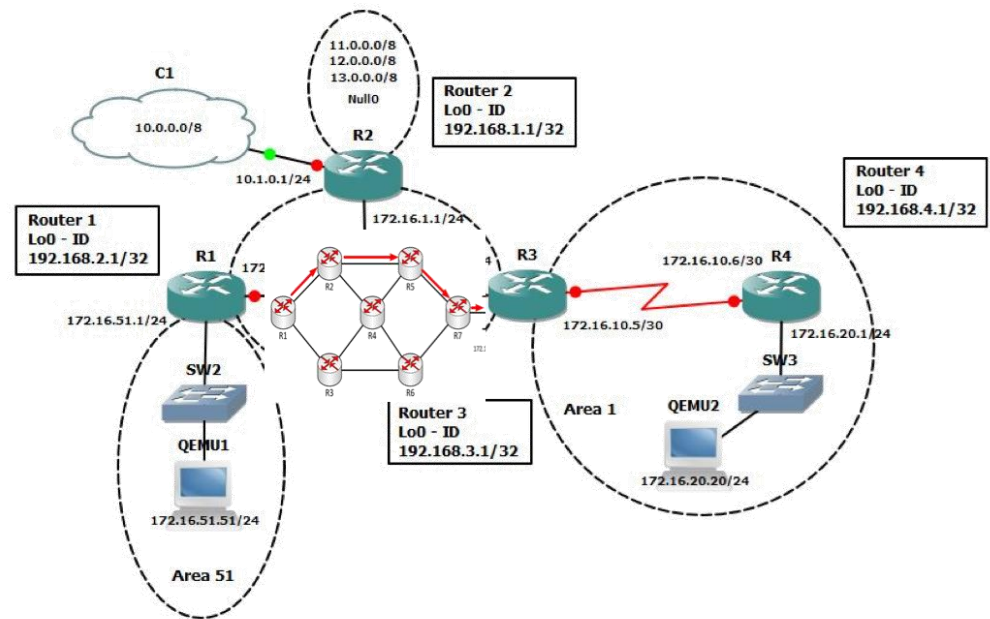 11.0.0.0/8
12.0.0.0/8
13.0.0.0/8
Null0
C1
10.0.0.0/8
Router 2
Lo0 - ID
192.168.1.1/32
R2
10.1.0.1/24
172.16.1.1/24
Router 4
Lo0 - ID
192.168.4.1/32
Router 1
Lo0 - ID
192.168.2.1/32
R1
172
172.16.51.1/24
R3
172.16.10.6/30
R4
172.16.10.5/30
172.16.20.1/24
R2
R5
R1
R4
R7
R3
R6
SW2
SW3
Router 3
Lo0 - ID
192.168.3.1/32
Area 1
QEMU2
172.16.20.20/24
QEMU1
172.16.51.51/24
Area 51